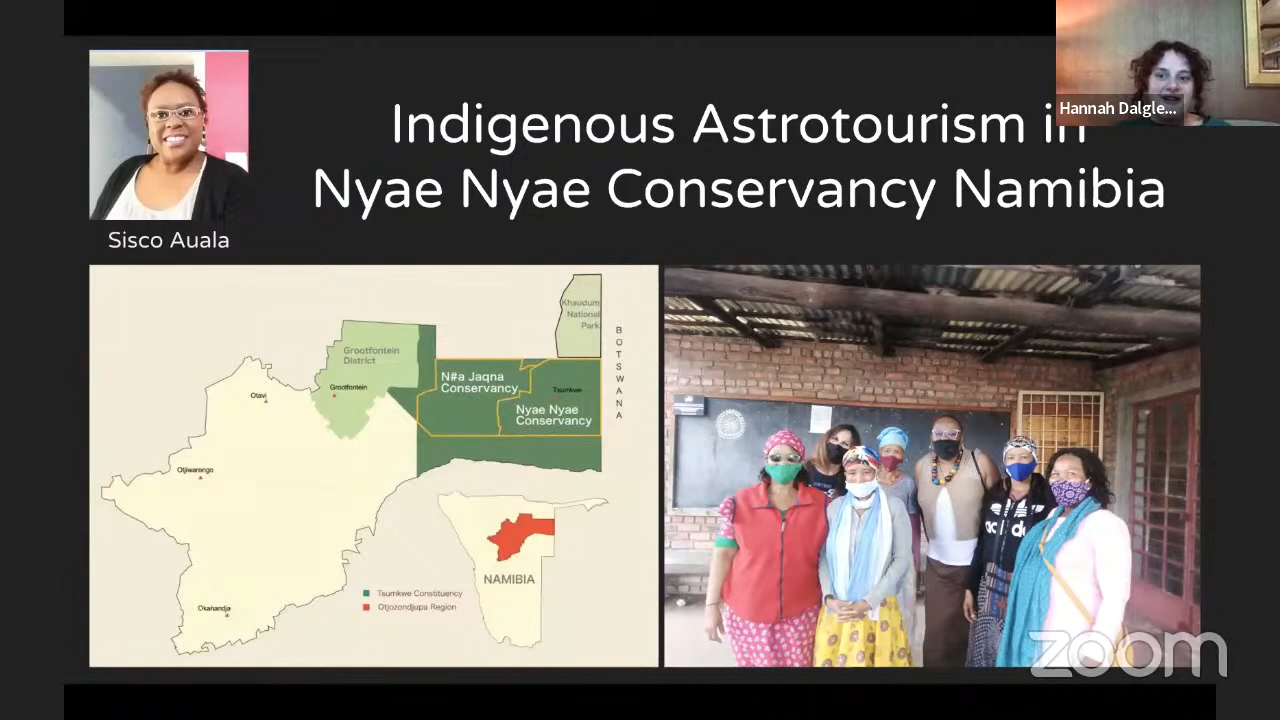 Hannah Dalgle...
Indigenous Astrotourism in
Nyae Nyae Conservancy Namibia
Sisco Auala
Khaudum
National
Park
BOTSWANA
Grootfontein
District
Grootfontein
Otavi
N#a Jaqna
Conservancy
Tsumkwe
Nyae Nyae
Conservancy
Otjiwarongo
NAMIBIA
Tsumkwe Constituency
Otjozondjupa Region
Okahandja
zoom